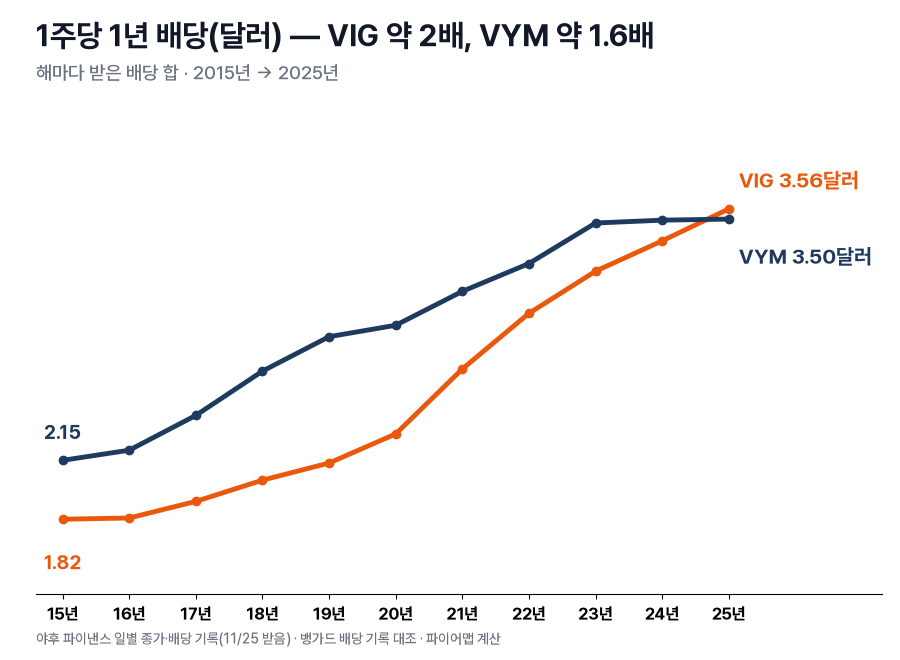 1주당 1년 배당(달러) — VIG 약 2배, VYM 약 1.6배
해마다 받은 배당 합 · 2015년 → 2025년
VIG 3.56달러
VYM 3.50달러
2.15
1.82
15년 16년 17년 18년 19년 20년 21년 22년 23년 24년 25년
야후 파이낸스 일별 종가·배당 기록(11/25 받음) · 뱅가드 배당 기록 대조 · 파이어맵 계산